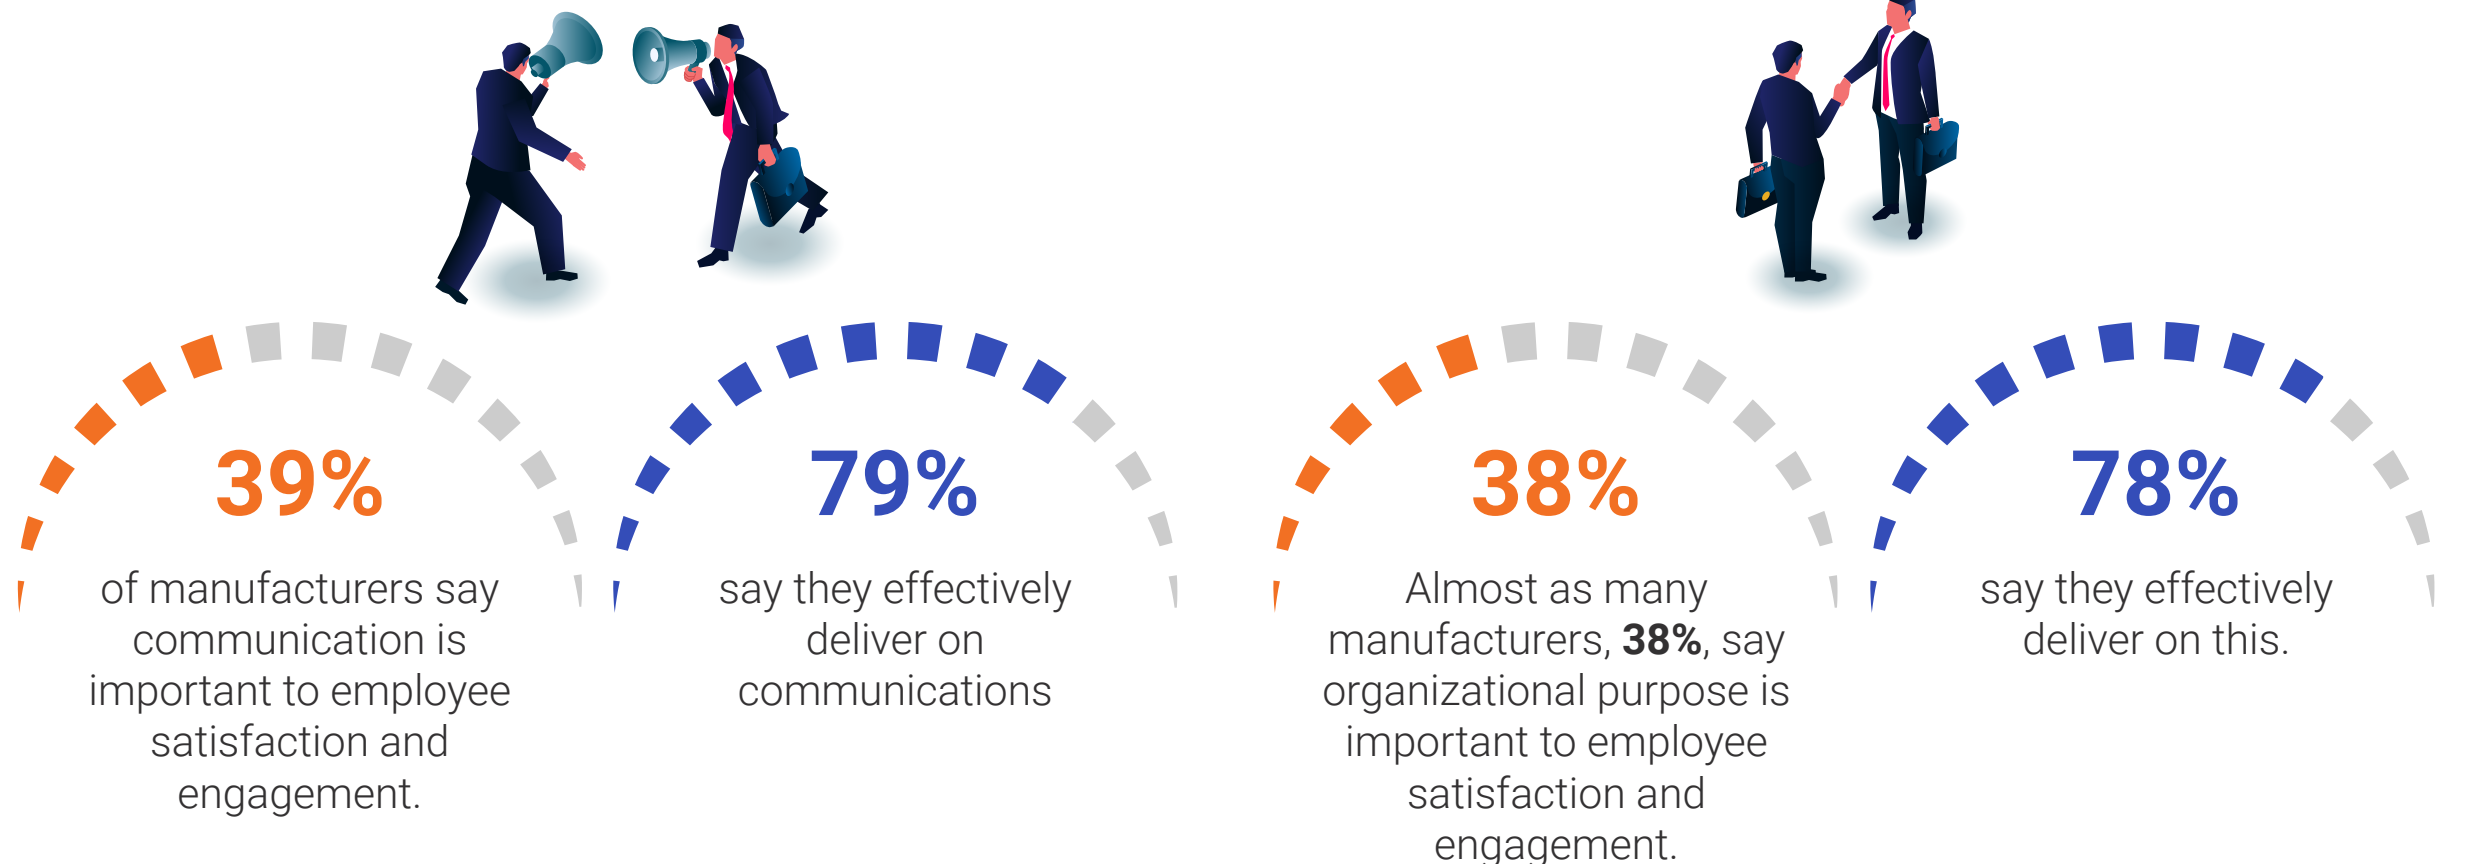 39%
of manufacturers say
communication is
important to employee
satisfaction and
engagement.
79%
say they effectively
deliver on
communications
38%
Almost as many
manufacturers, 38%, say
organizational purpose is
important to employee
satisfaction and
engagement.
78%
say they effectively
deliver on this.